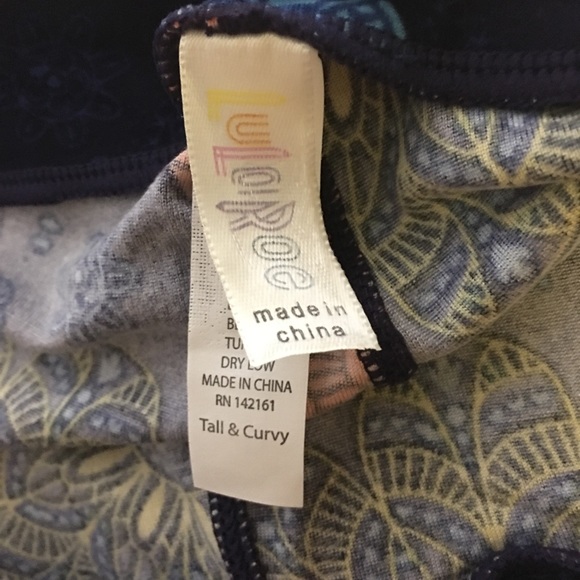 LuLaRoe
made in
china
DRY LOW
MADE IN CHINA
RN 142161
Tall & Curvy